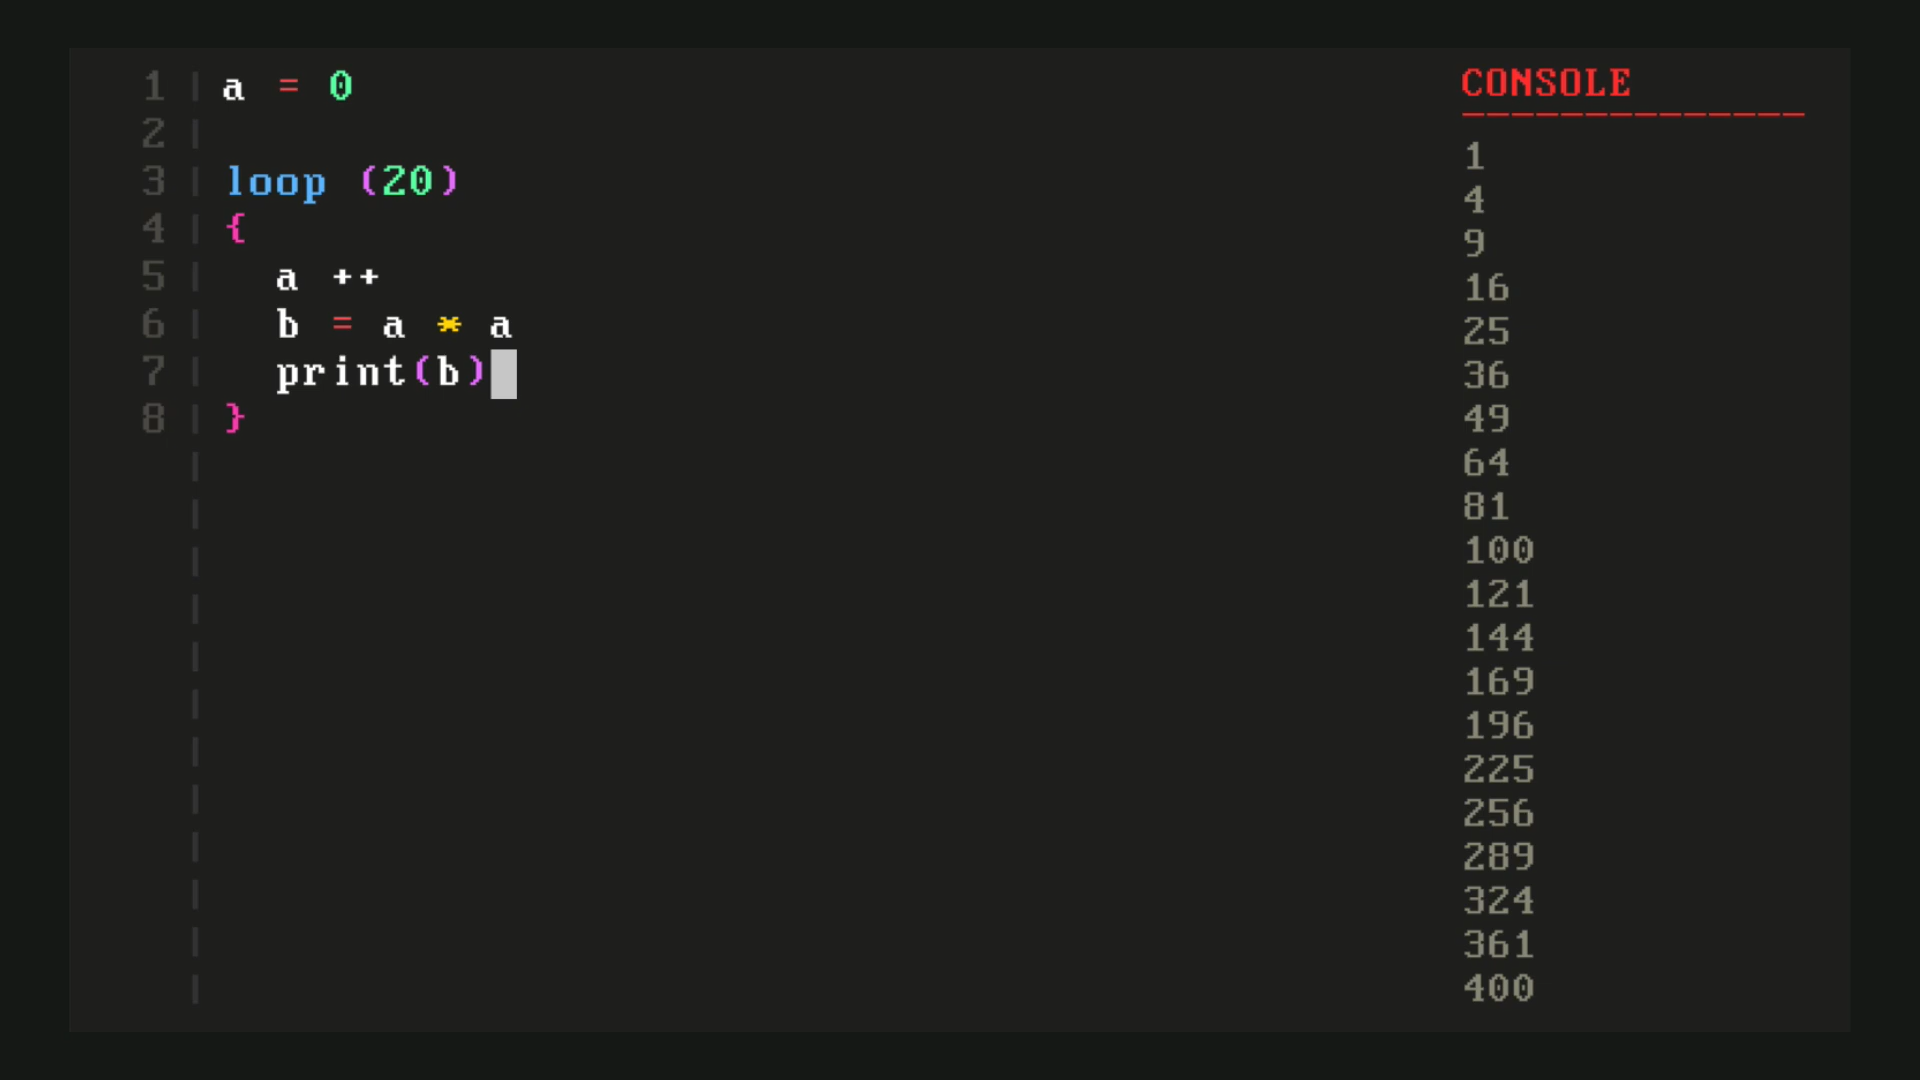 1 | a = 0
2 |
3 | loop (20)
4 | {
5 |   a ++
6 |   b = a * a
7 |   print(b)
8 | }
CONSOLE
--------------
1
4
9
16
25
36
49
64
81
100
121
144
169
196
225
256
289
324
361
400